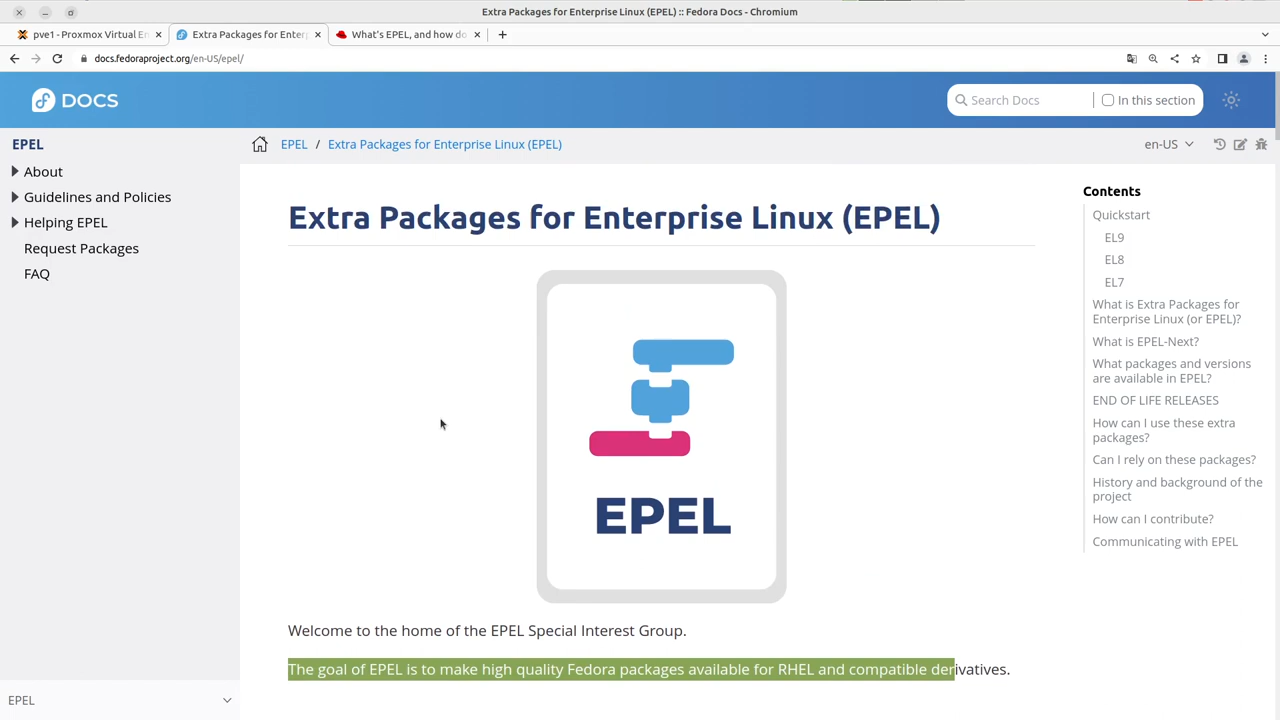 Extra Packages for Enterprise Linux (EPEL) :: Fedora Docs - Chromium
pve1 - Proxmox Virtual En
Extra Packages for Enterp
What's EPEL, and how do
docs.fedoraproject.org/en-US/epel/
DOCS
Search Docs
In this section
EPEL
EPEL / Extra Packages for Enterprise Linux (EPEL)
en-US
About
Guidelines and Policies
Helping EPEL
Request Packages
FAQ
Extra Packages for Enterprise Linux (EPEL)
EPEL
Welcome to the home of the EPEL Special Interest Group.
The goal of EPEL is to make high quality Fedora packages available for RHEL and compatible derivatives.
Contents
Quickstart
EL9
EL8
EL7
What is Extra Packages for
Enterprise Linux (or EPEL)?
What is EPEL-Next?
What packages and versions
are available in EPEL?
END OF LIFE RELEASES
How can I use these extra
packages?
Can I rely on these packages?
History and background of the
project
How can I contribute?
Communicating with EPEL
EPEL